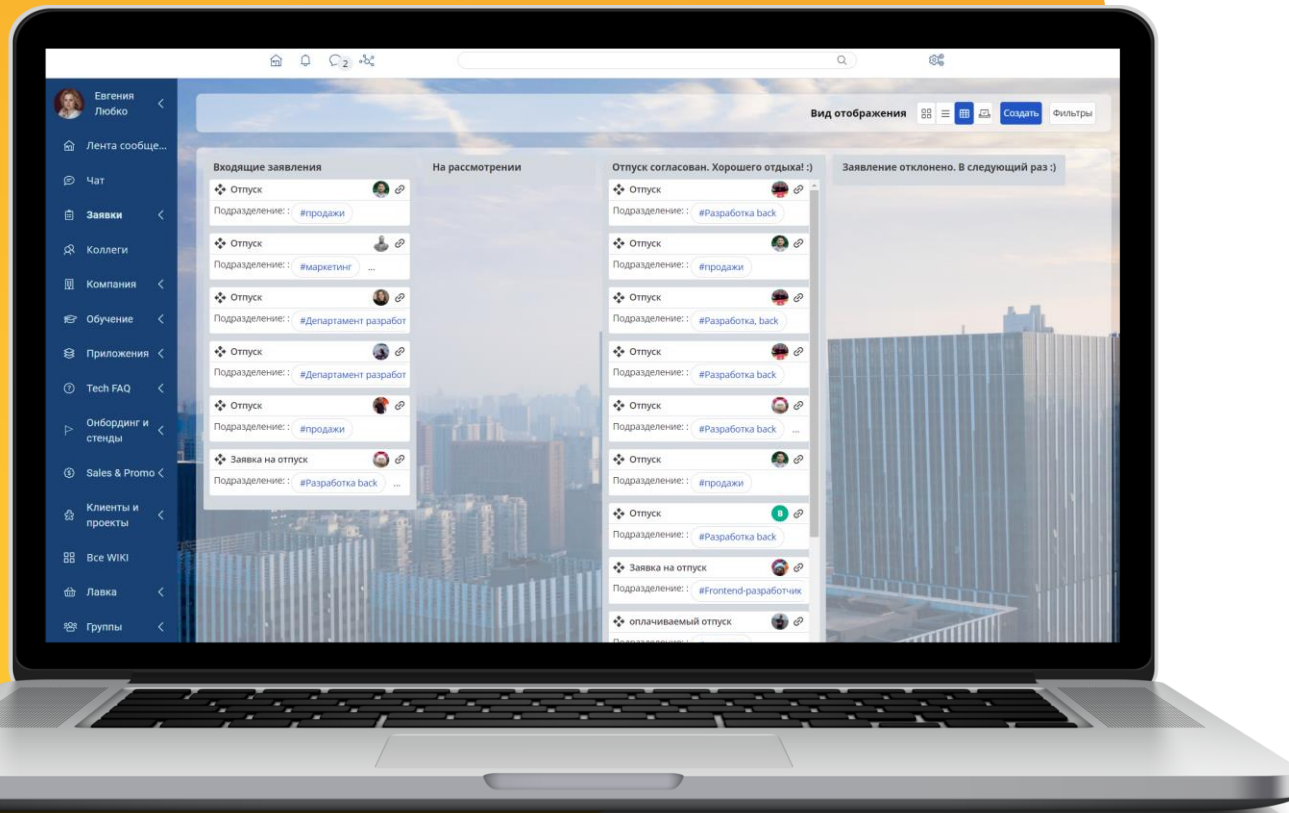 2
Евгения
Любко
Лента сообще...
Чат
Заявки
Коллеги
Компания
Обучение
Приложения
Tech FAQ
Онбординг и
стенды
Sales & Promo
Клиенты и
проекты
Все WIKI
Лавка
Группы
Вид отображения
Создать
Фильтры
Входящие заявления
Отпуск
Подразделение: : #продажи
Отпуск
Подразделение: : #маркетинг ...
Отпуск
Подразделение: : #Департамент разработ
Отпуск
Подразделение: : #Департамент разработ
Отпуск
Подразделение: : #продажи
Заявка на отпуск
Подразделение: : #Разработка back ...
На рассмотрении
Отпуск согласован. Хорошего отдыха! :)
Отпуск
Подразделение: : #Разработка back
Отпуск
Подразделение: : #продажи
Отпуск
Подразделение: : #Разработка, back
Отпуск
Подразделение: : #Разработка back
Отпуск
Подразделение: : #Разработка back ...
Отпуск
Подразделение: : #продажи
Отпуск
В
Подразделение: : #Разработка back
Заявка на отпуск
Подразделение: : #Frontend-разработчик
оплачиваемый отпуск
Подразделение: :
Заявление отклонено. В следующий раз :)